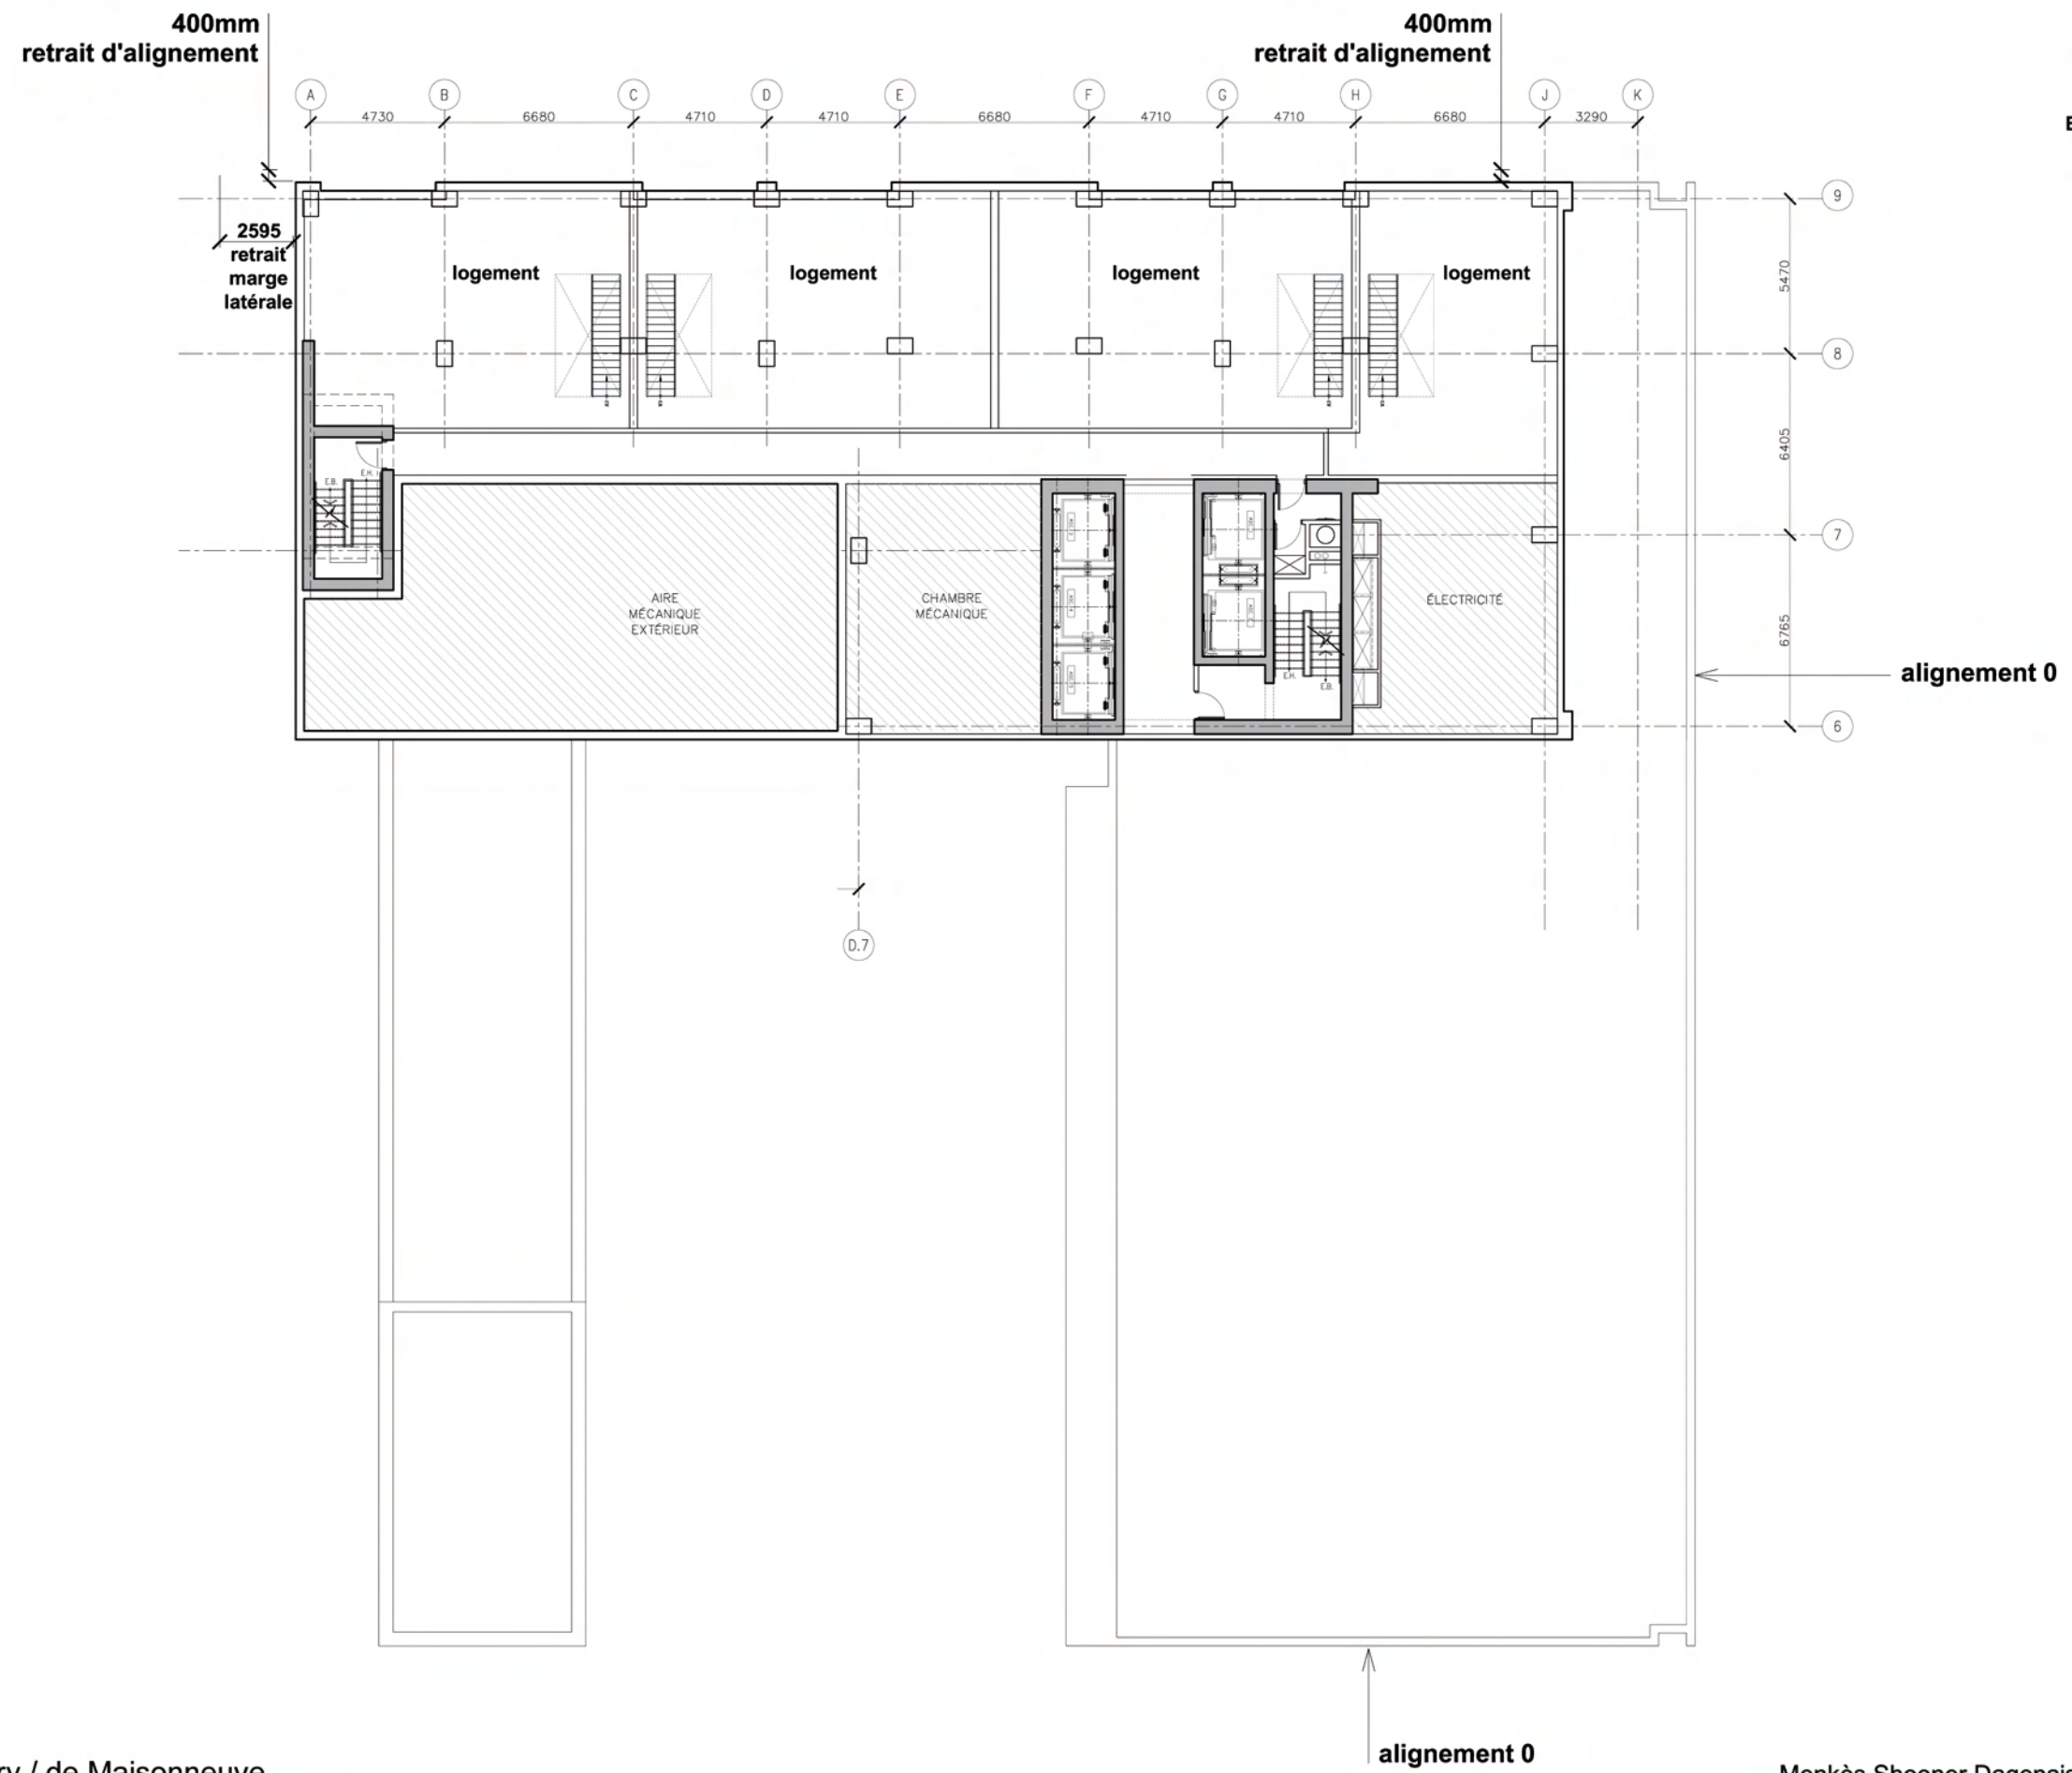 400mm
retrait d'alignement
400mm
retrait d'alignement
A B C D E F G H J K
4730 6680 4710 4710 6680 4710 4710 6680 3290
9
2595
retrait
marge
latérale
logement logement logement logement
5470
8
6405
E.B. E.H.
7
AIRE
MÉCANIQUE
EXTÉRIEUR
CHAMBRE
MÉCANIQUE
ÉLECTRICITÉ
6765
alignement 0
E.H.
E.B.
6
D.7
alignement 0
/ de Maisonneuve